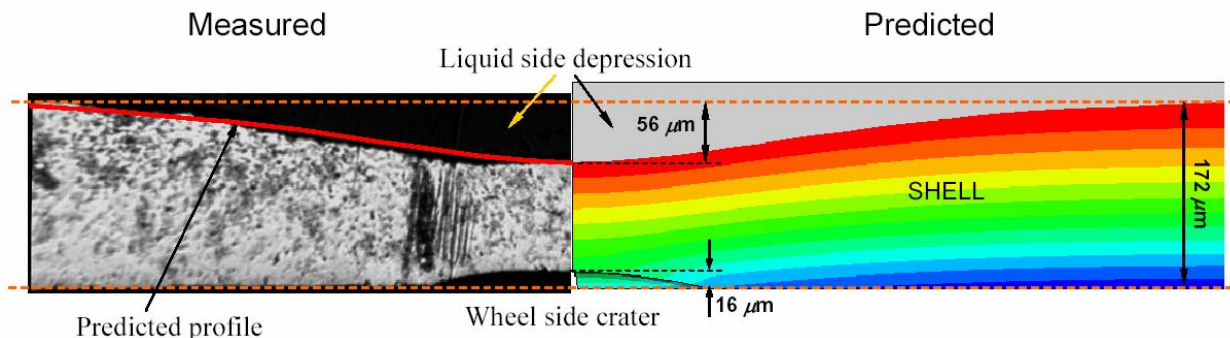 Measured
Predicted
Liquid side depression
56 μm
SHELL
172 μm
16 μm
Wheel side crater
Predicted profile